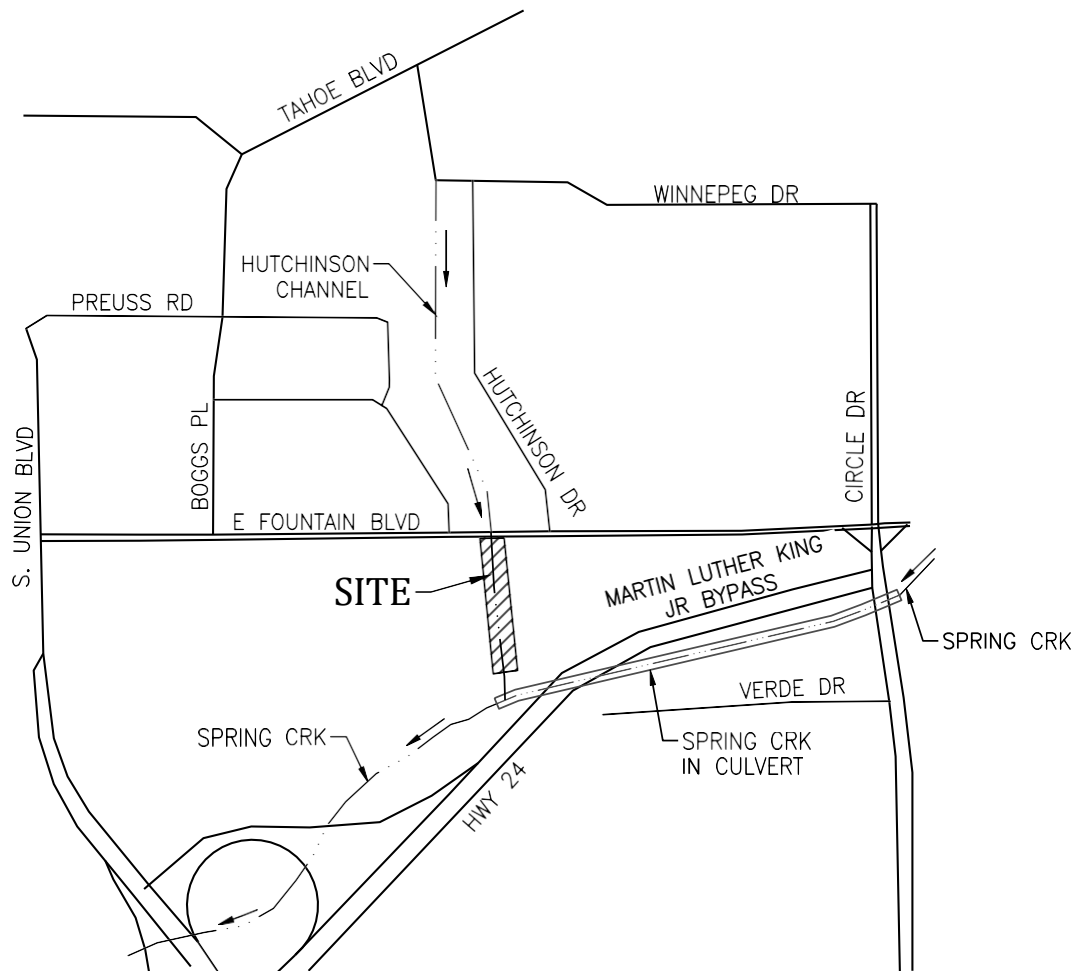 TAHOE BLVD
WINNEPEG DR
HUTCHINSON
CHANNEL
PREUSS RD
HUTCHINSON DR
CIRCLE DR
BOGGS PL
S. UNION BLVD
E FOUNTAIN BLVD
MARTIN LUTHER KING
JR BYPASS
SITE
SPRING CRK
VERDE DR
SPRING CRK
SPRING CRK
IN CULVERT
HWY 24